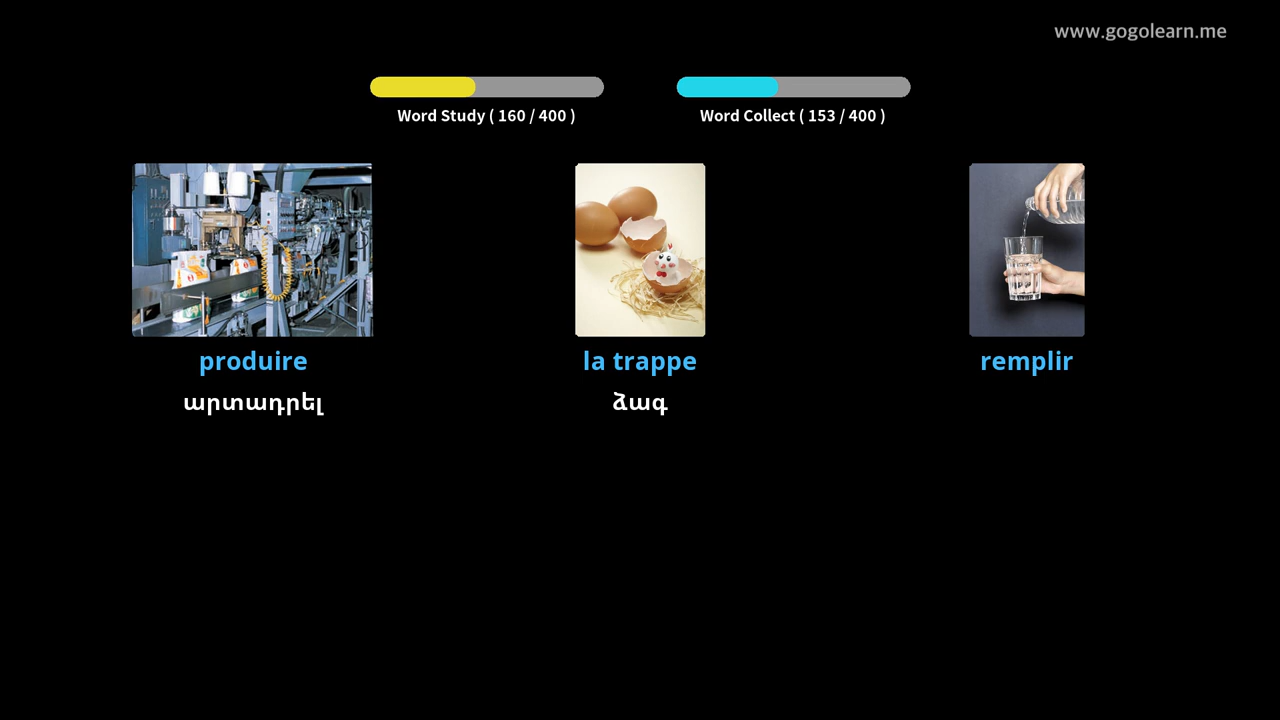 www.gogolearn.me
Word Study ( 160 / 400 )
Word Collect ( 153 / 400 )
produire
արտադրել
la trappe
ձագ
remplir